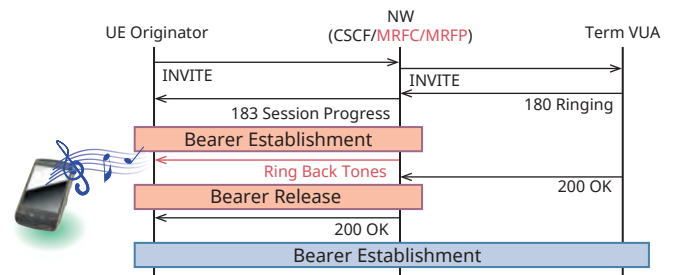 NW
UE Originator
(CSCF/MRFC/MRFP)
Term VUA
INVITE
INVITE
180 Ringing
183 Session Progress
Bearer Establishment
Ring Back Tones
200 OK
Bearer Release
200 OK
Bearer Establishment